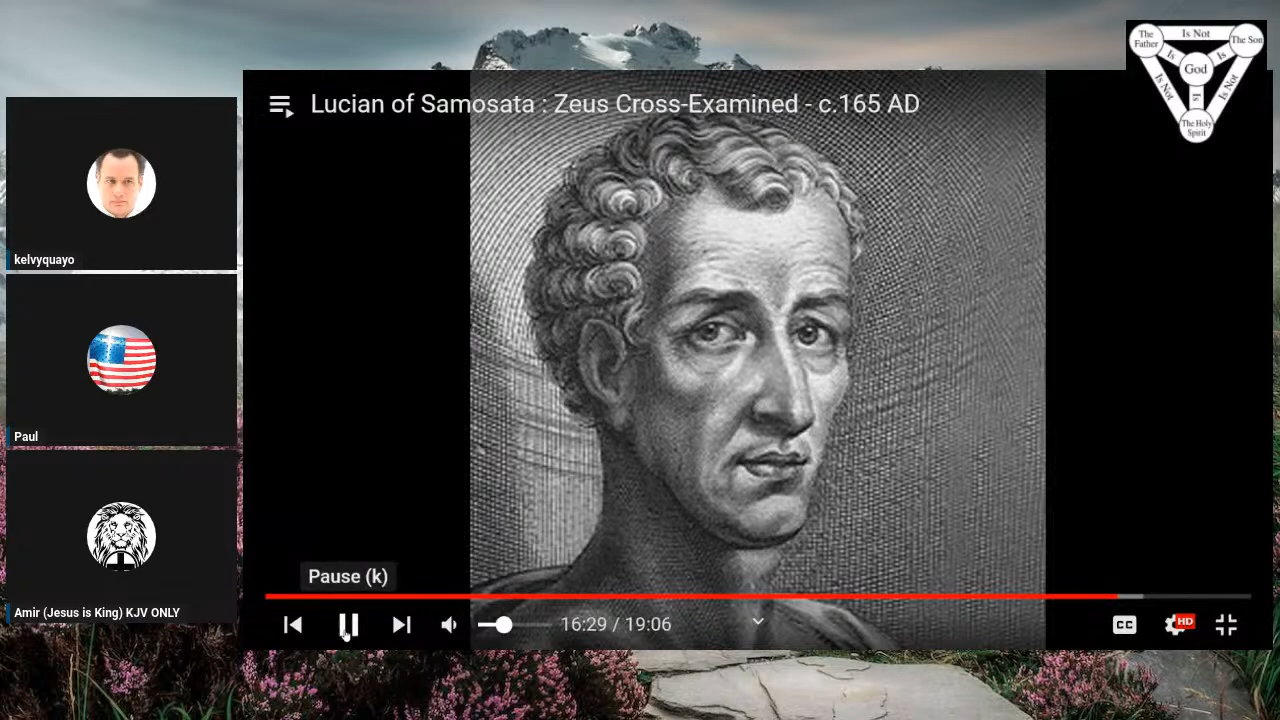 Lucian of Samosata : Zeus Cross-Examined - c.165 AD
The Father
Is Not
The Son
Is
Is
God
Is Not
Is
Is Not
The Holy Spirit
kelvyquayo
Paul
Amir (Jesus is King) KJV ONLY
Pause (k)
16:29 / 19:06
CC
HD